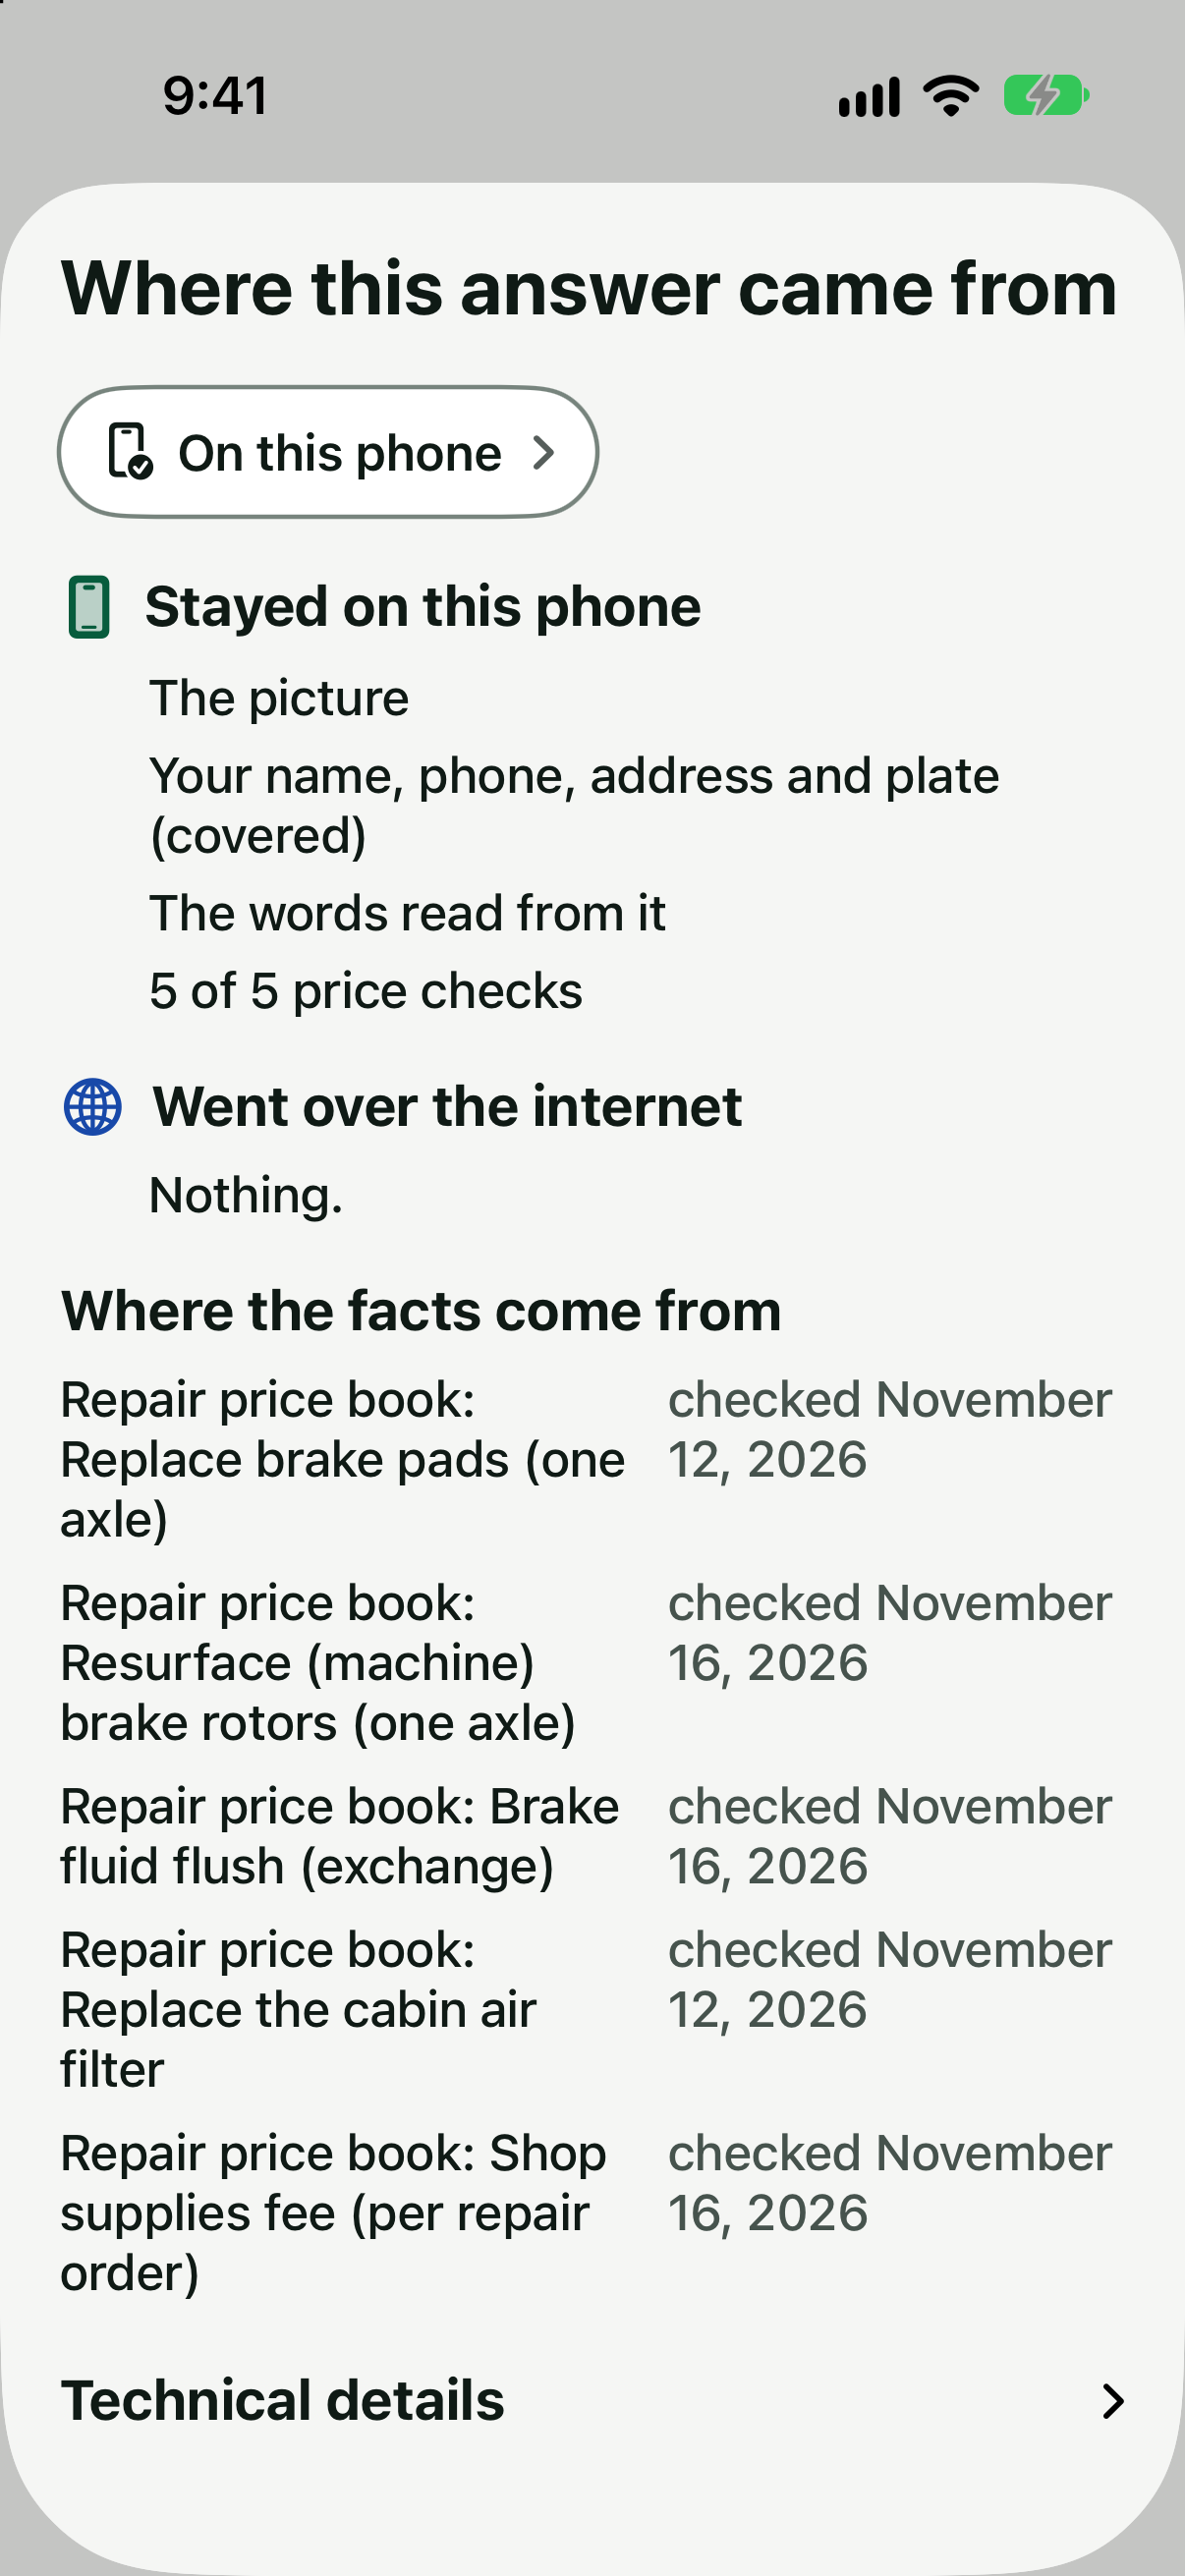 9:41
Where this answer came from
On this phone
Stayed on this phone
The picture
Your name, phone, address and plate
(covered)
The words read from it
5 of 5 price checks
Went over the internet
Nothing.
Where the facts come from
Repair price book:
Replace brake pads (one
axle)
checked November
12, 2026
Repair price book:
Resurface (machine)
brake rotors (one axle)
checked November
16, 2026
Repair price book: Brake
fluid flush (exchange)
checked November
16, 2026
Repair price book:
Replace the cabin air
filter
checked November
12, 2026
Repair price book: Shop
supplies fee (per repair
order)
checked November
16, 2026
Technical details